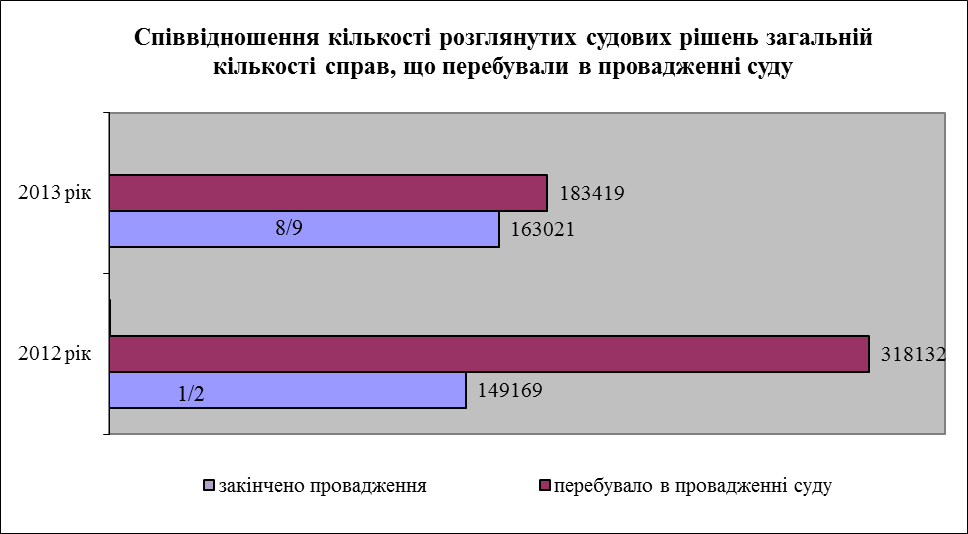 Співвідношення кількості розглянутих судових рішень загальній
кількості справ, що перебували в провадженні суду
2013 рік
183419
8/9
163021
2012 рік
318132
1/2
149169
закінчено провадження
перебувало в провадженні суду